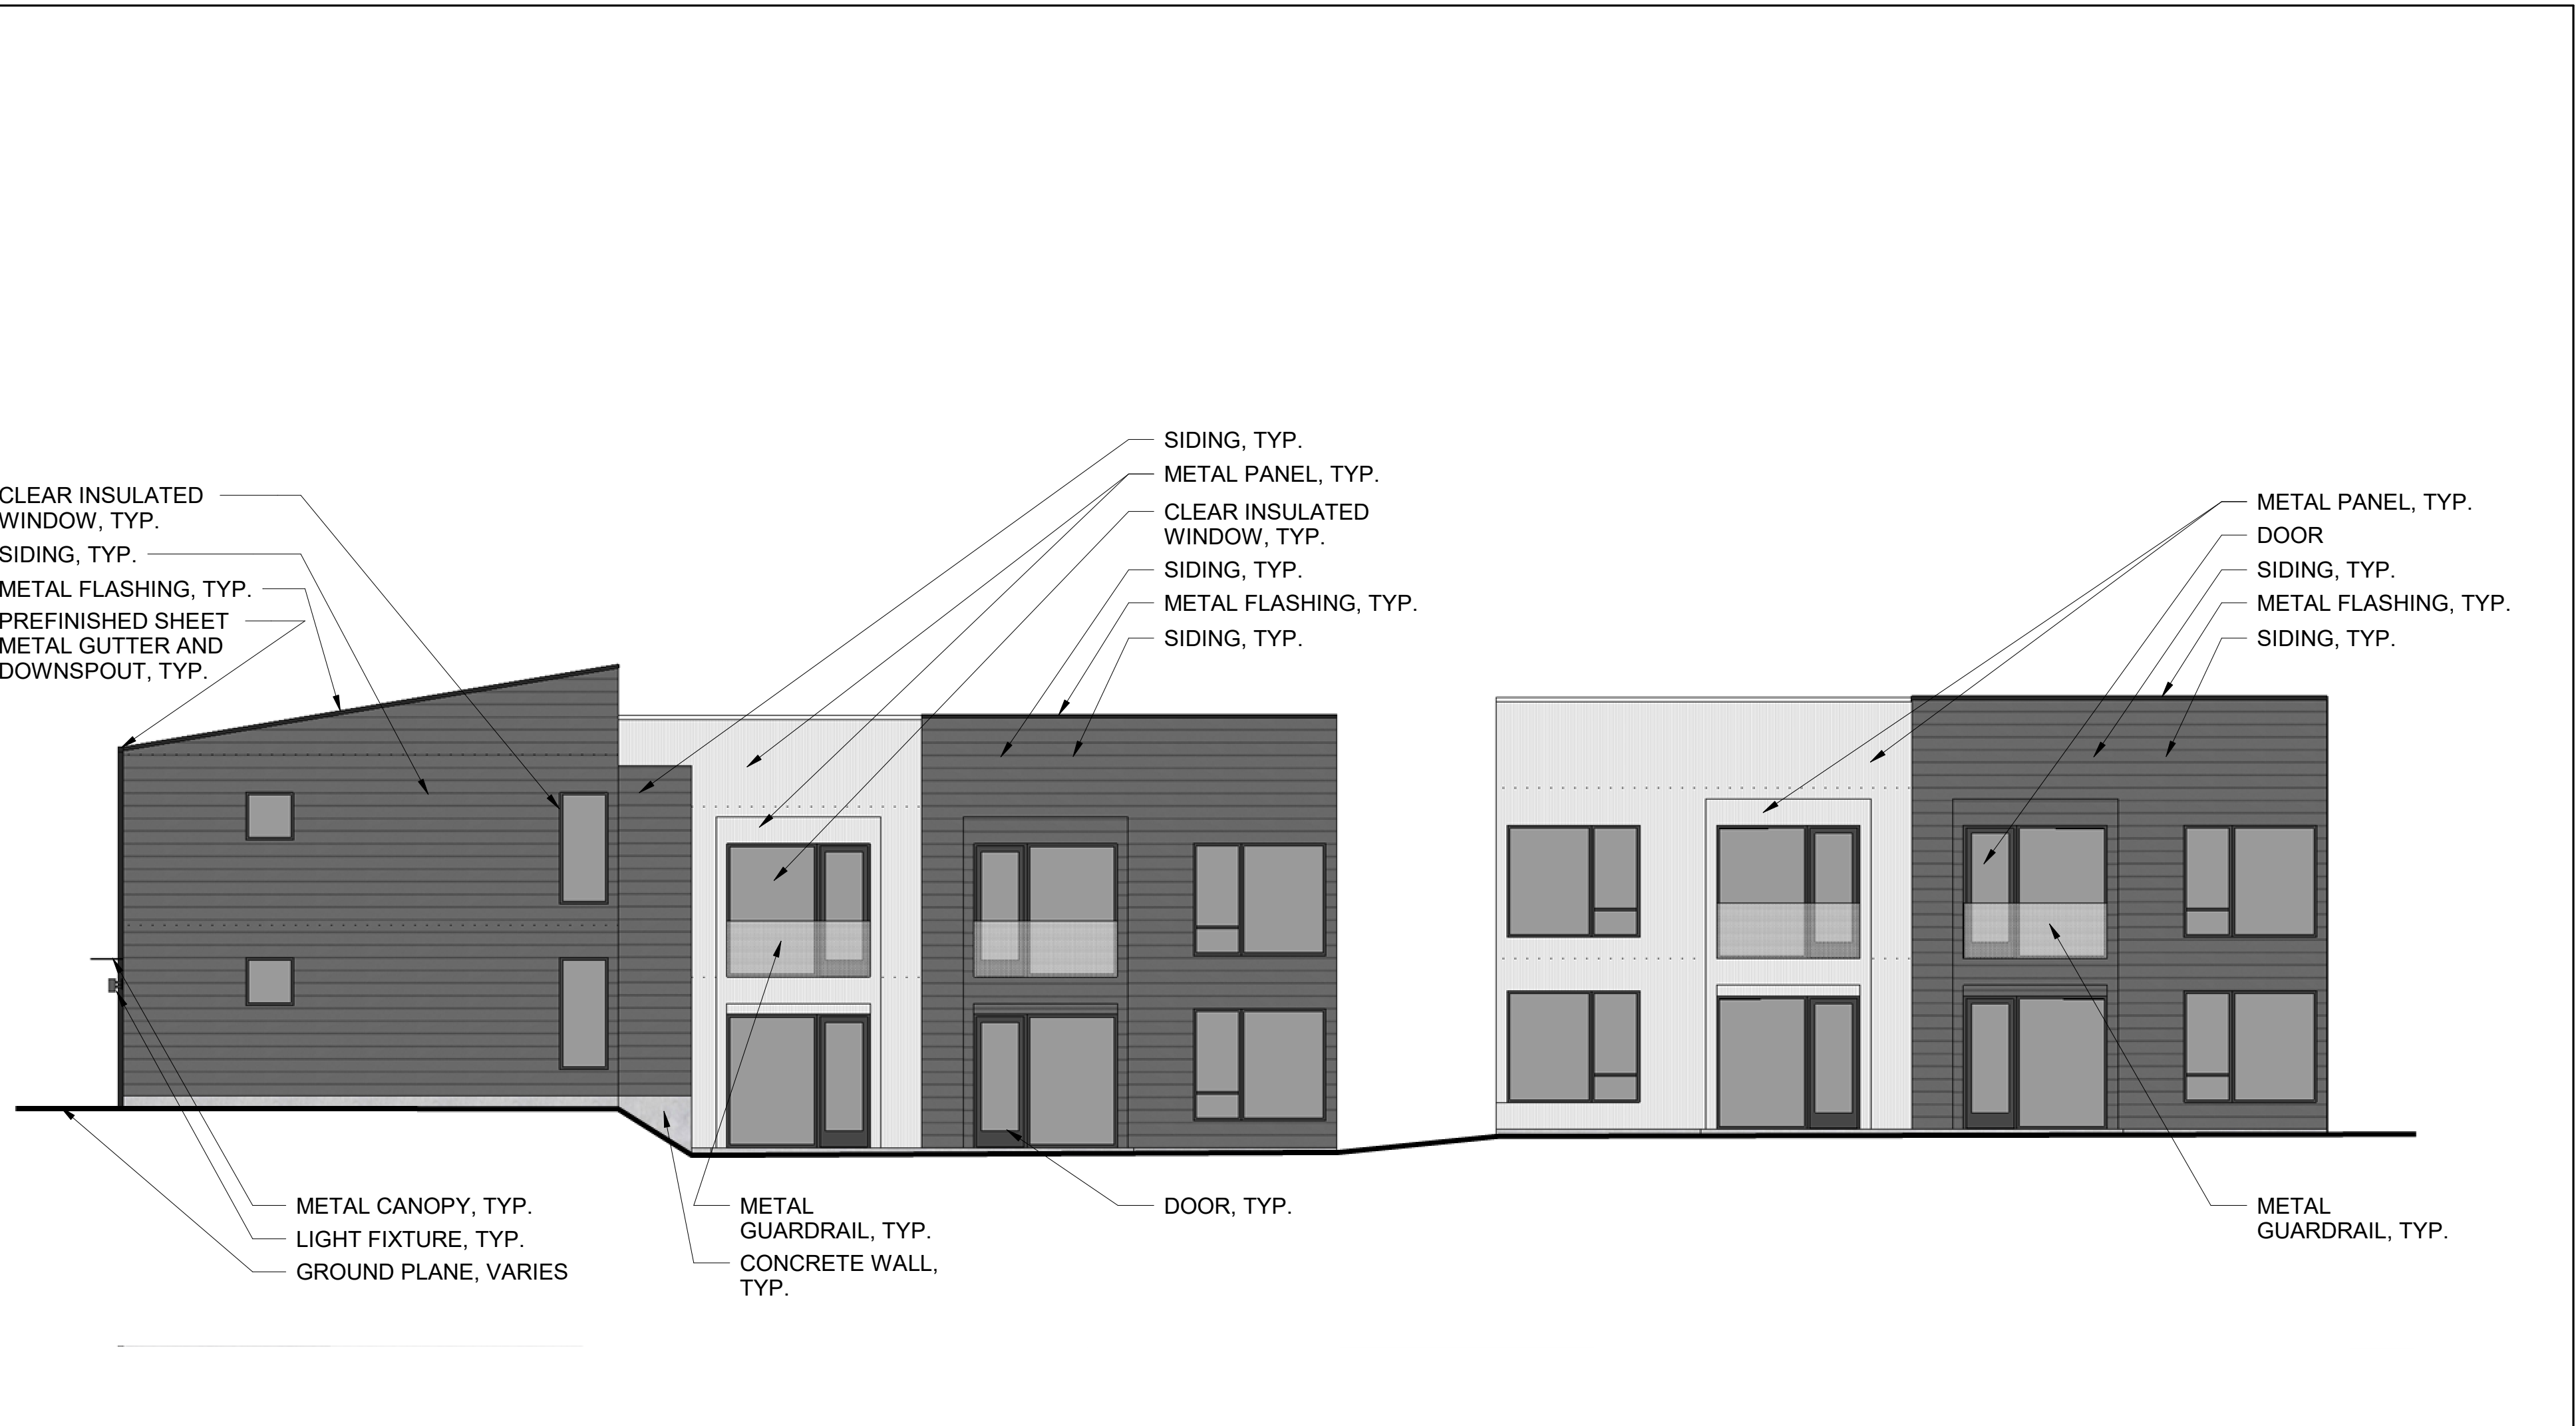 CLEAR INSULATED
WINDOW, TYP.
SIDING, TYP.
METAL FLASHING, TYP.
PREFINISHED SHEET
METAL GUTTER AND
DOWNSPOUT, TYP.
SIDING, TYP.
METAL PANEL, TYP.
CLEAR INSULATED
WINDOW, TYP.
SIDING, TYP.
METAL FLASHING, TYP.
SIDING, TYP.
METAL PANEL, TYP.
DOOR
SIDING, TYP.
METAL FLASHING, TYP.
SIDING, TYP.
METAL CANOPY, TYP.
LIGHT FIXTURE, TYP.
GROUND PLANE, VARIES
METAL
GUARDRAIL, TYP.
CONCRETE WALL,
TYP.
DOOR, TYP.
METAL
GUARDRAIL, TYP.